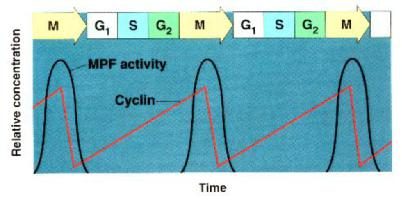 M G1 S G2 M G1 S G2 M
MPF activity
Cyclin
Relative concentration
Time